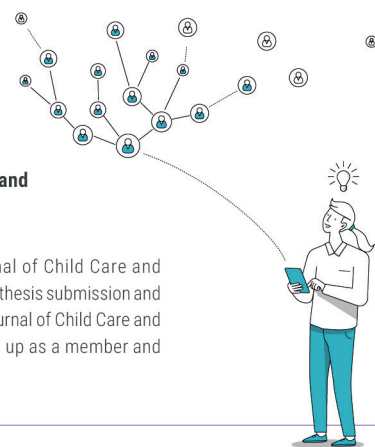 and
nal of Child Care and
thesis submission and
urnal of Child Care and
up as a member and